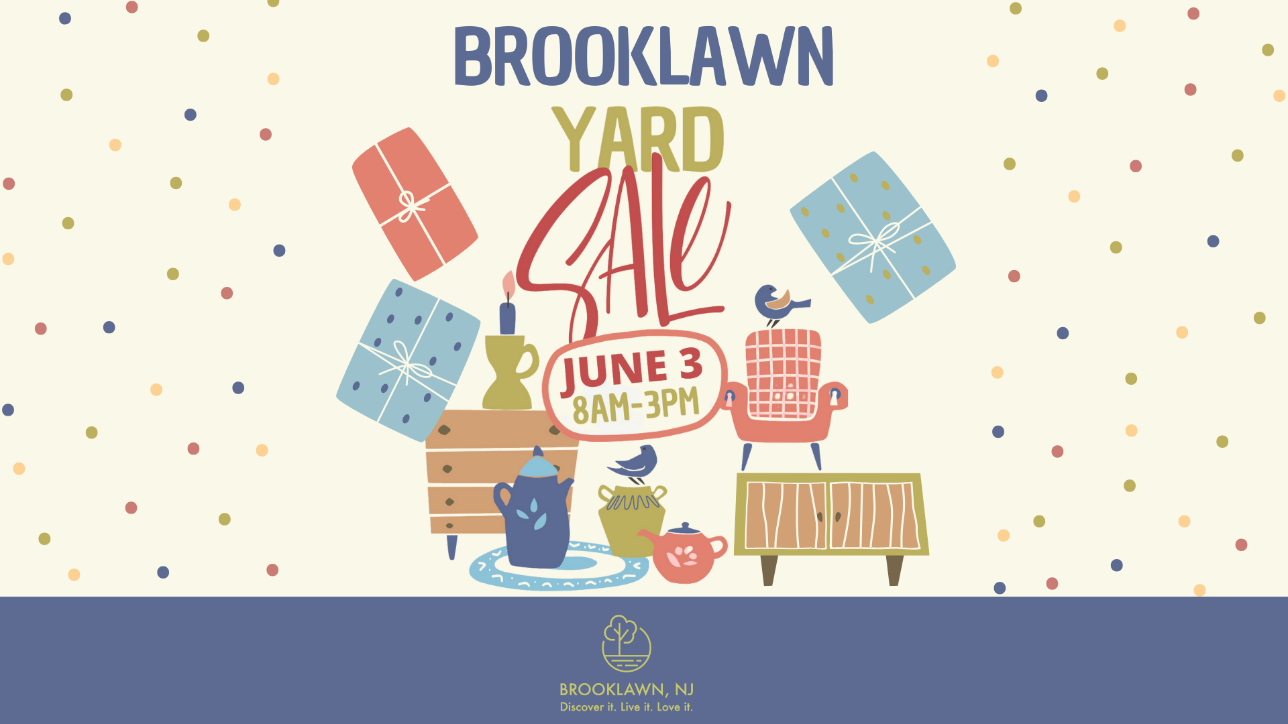 BROOKLAWN
YARD
SALe
JUNE 3
8AM-3PM
BROOKLAWN, NJ
Discover it. Live it. Love it.